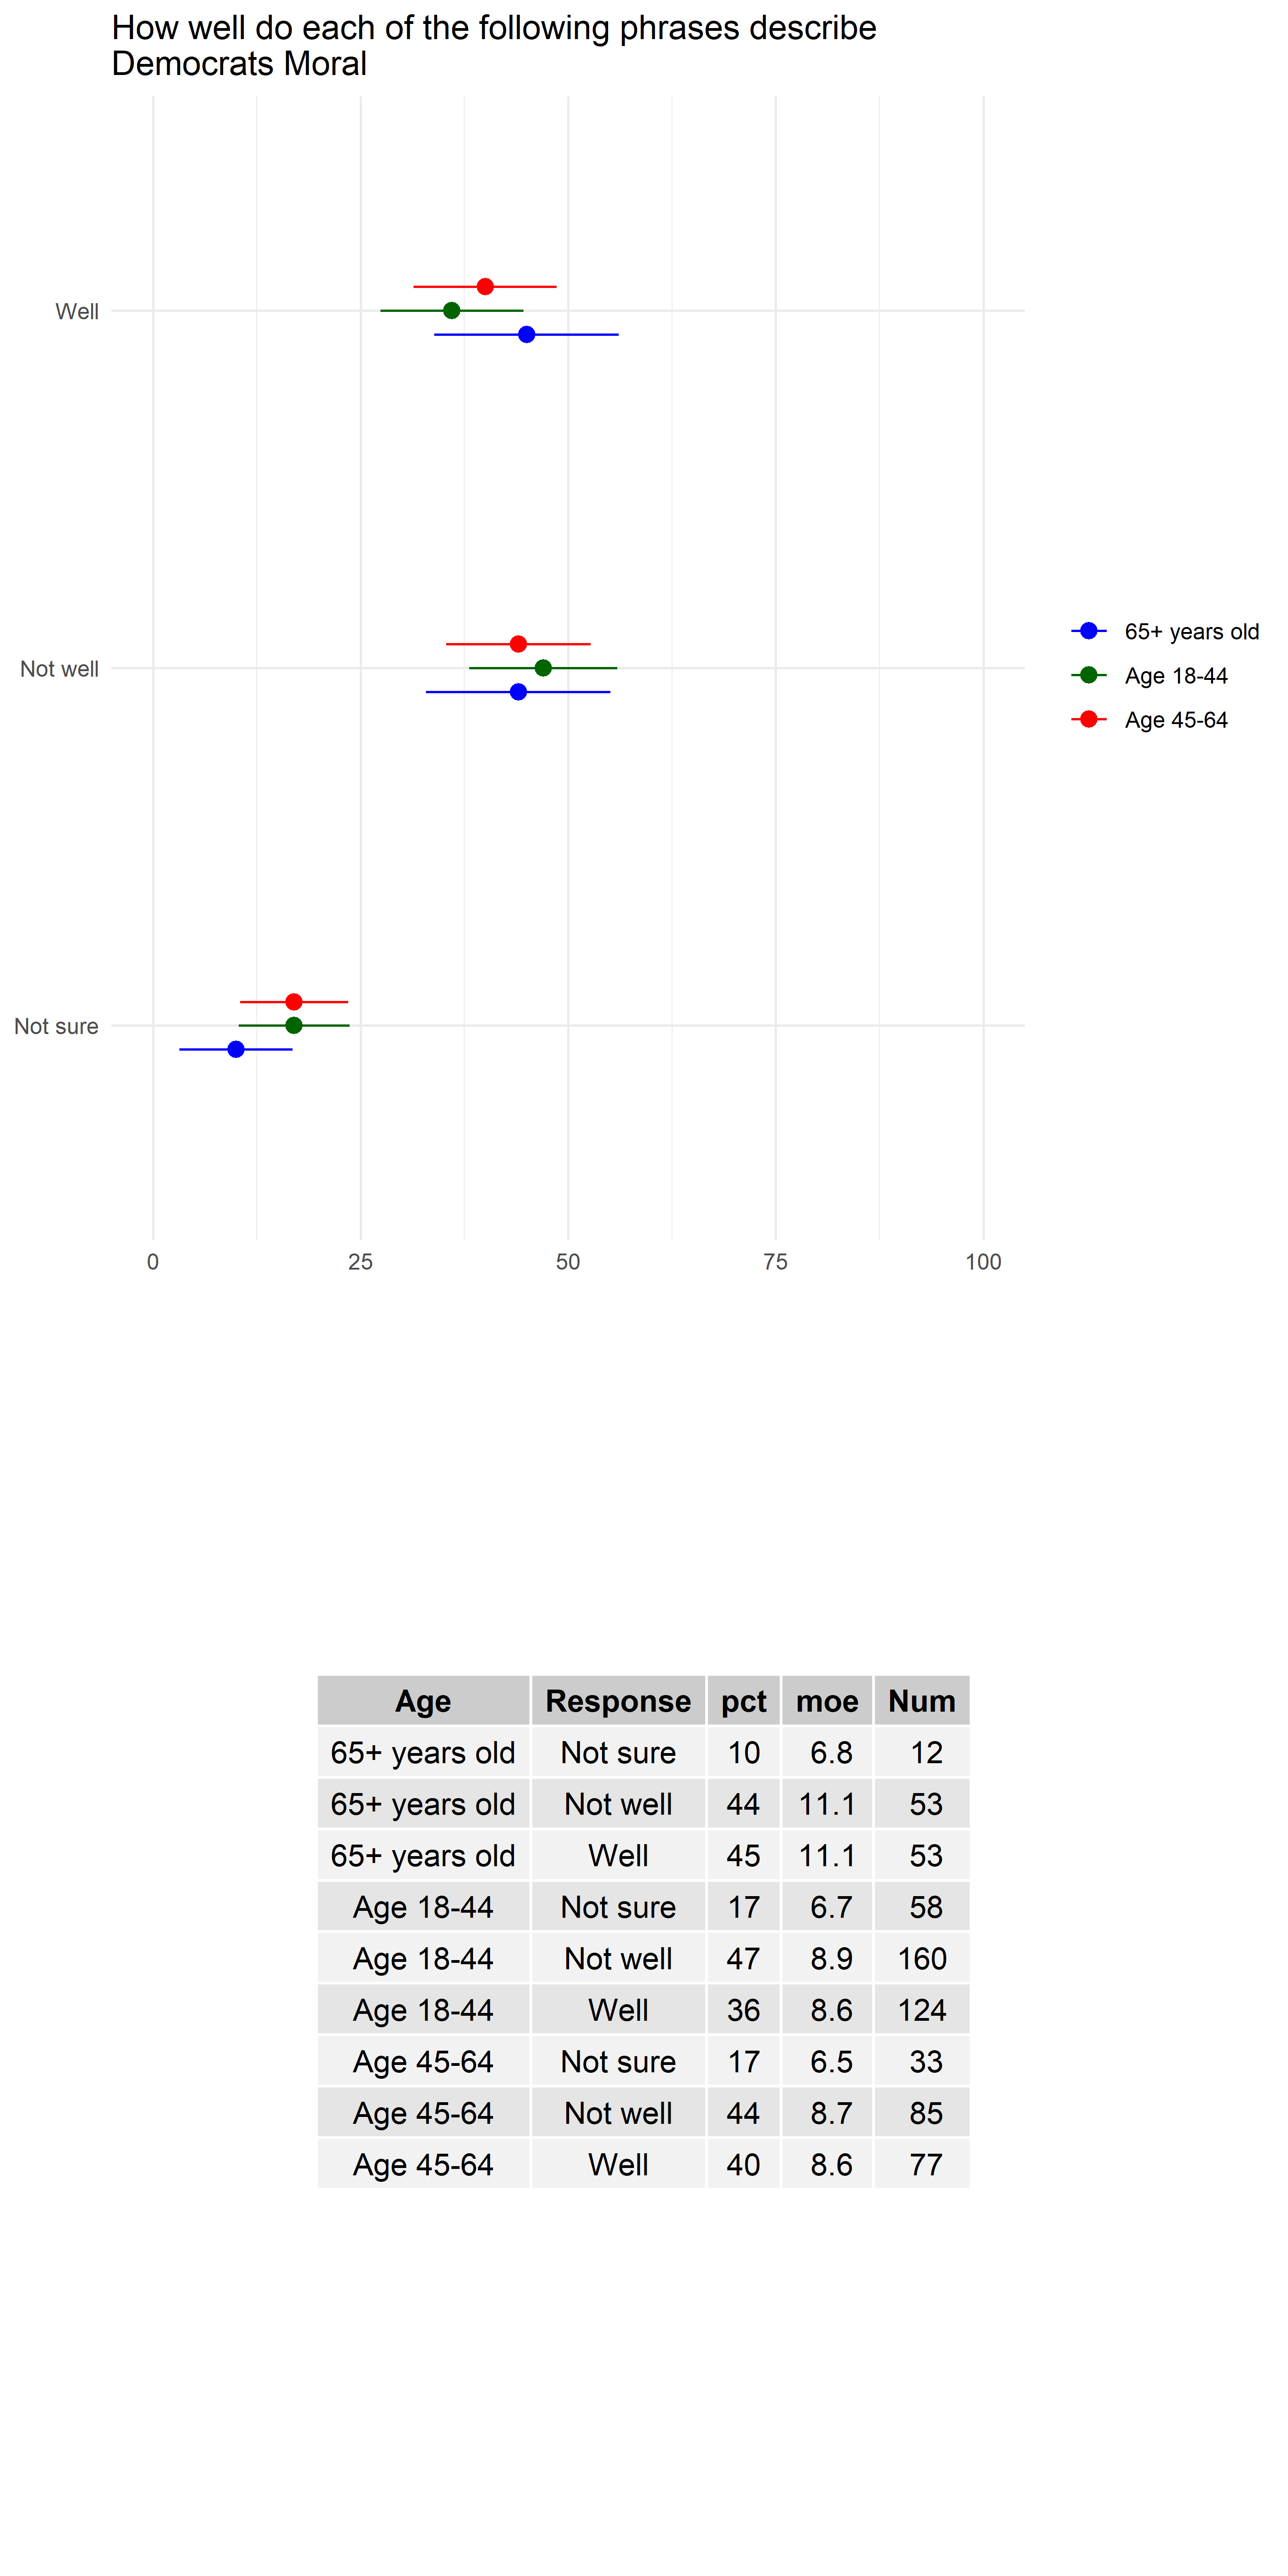 How well do each of the following phrases describe
Democrats Moral
Well
Not well
Not sure
0 25 50 75 100
65+ years old
Age 18-44
Age 45-64
Age Response pct moe Num
65+ years old Not sure 10 6.8 12
65+ years old Not well 44 11.1 53
65+ years old Well 45 11.1 53
Age 18-44 Not sure 17 6.7 58
Age 18-44 Not well 47 8.9 160
Age 18-44 Well 36 8.6 124
Age 45-64 Not sure 17 6.5 33
Age 45-64 Not well 44 8.7 85
Age 45-64 Well 40 8.6 77